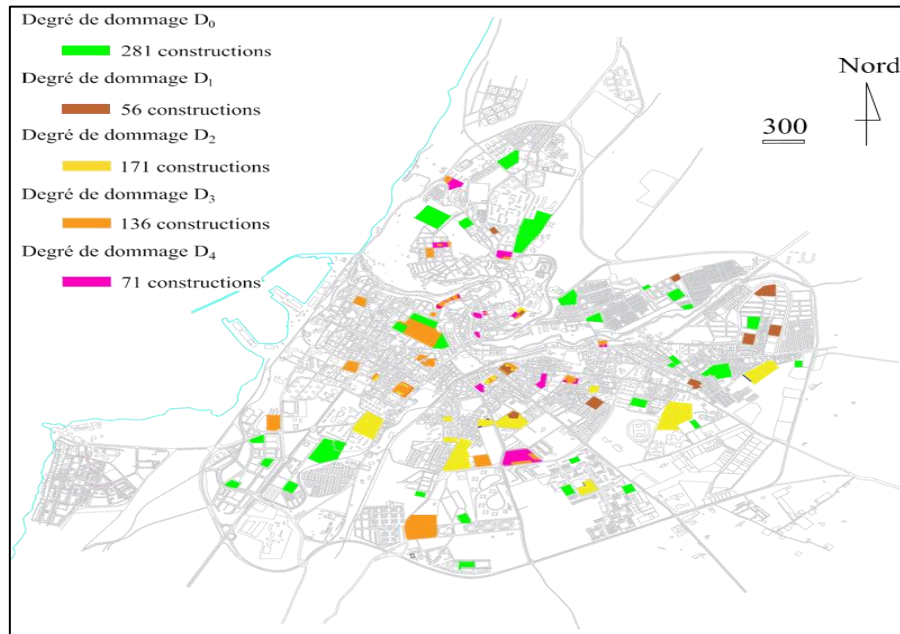 Degré de dommage D₀
281 constructions
Degré de dommage D₁
56 constructions
Degré de dommage D₂
171 constructions
Degré de dommage D₃
136 constructions
Degré de dommage D₄
71 constructions
Nord
300